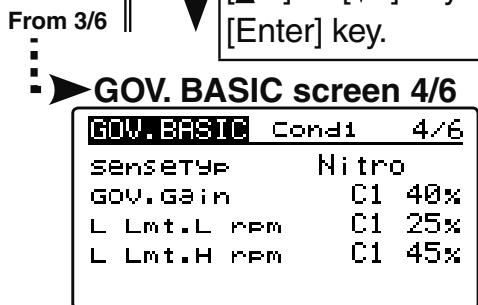 From 3/6
[Enter] key.
GOV. BASIC screen 4/6
GOV.BASIC Cond1 4/6
SenseTyp Nitro
GOV.Gain C1 40%
L Lmt.L rpm C1 25%
L Lmt.H rpm C1 45%